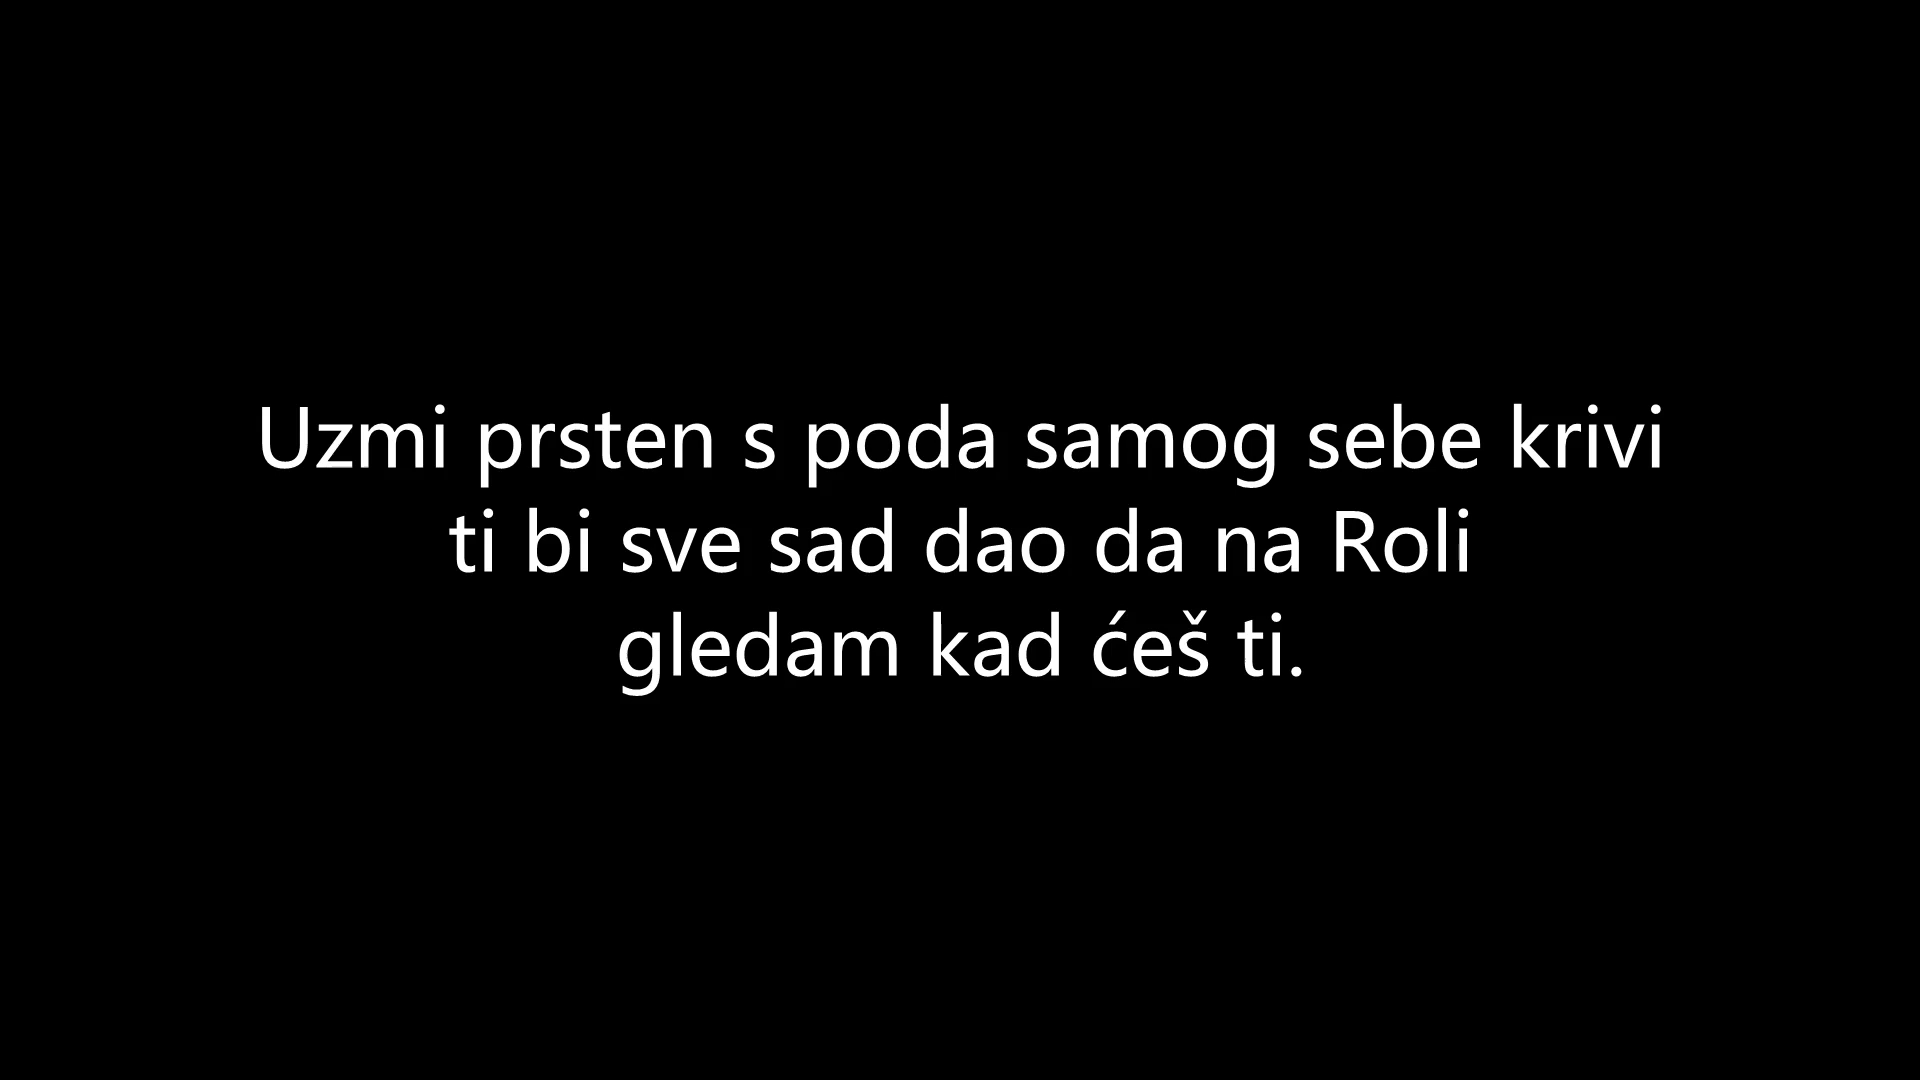 Uzmi prsten s poda samog sebe krivi
ti bi sve sad dao da na Roli
gledam kad ćeš ti.